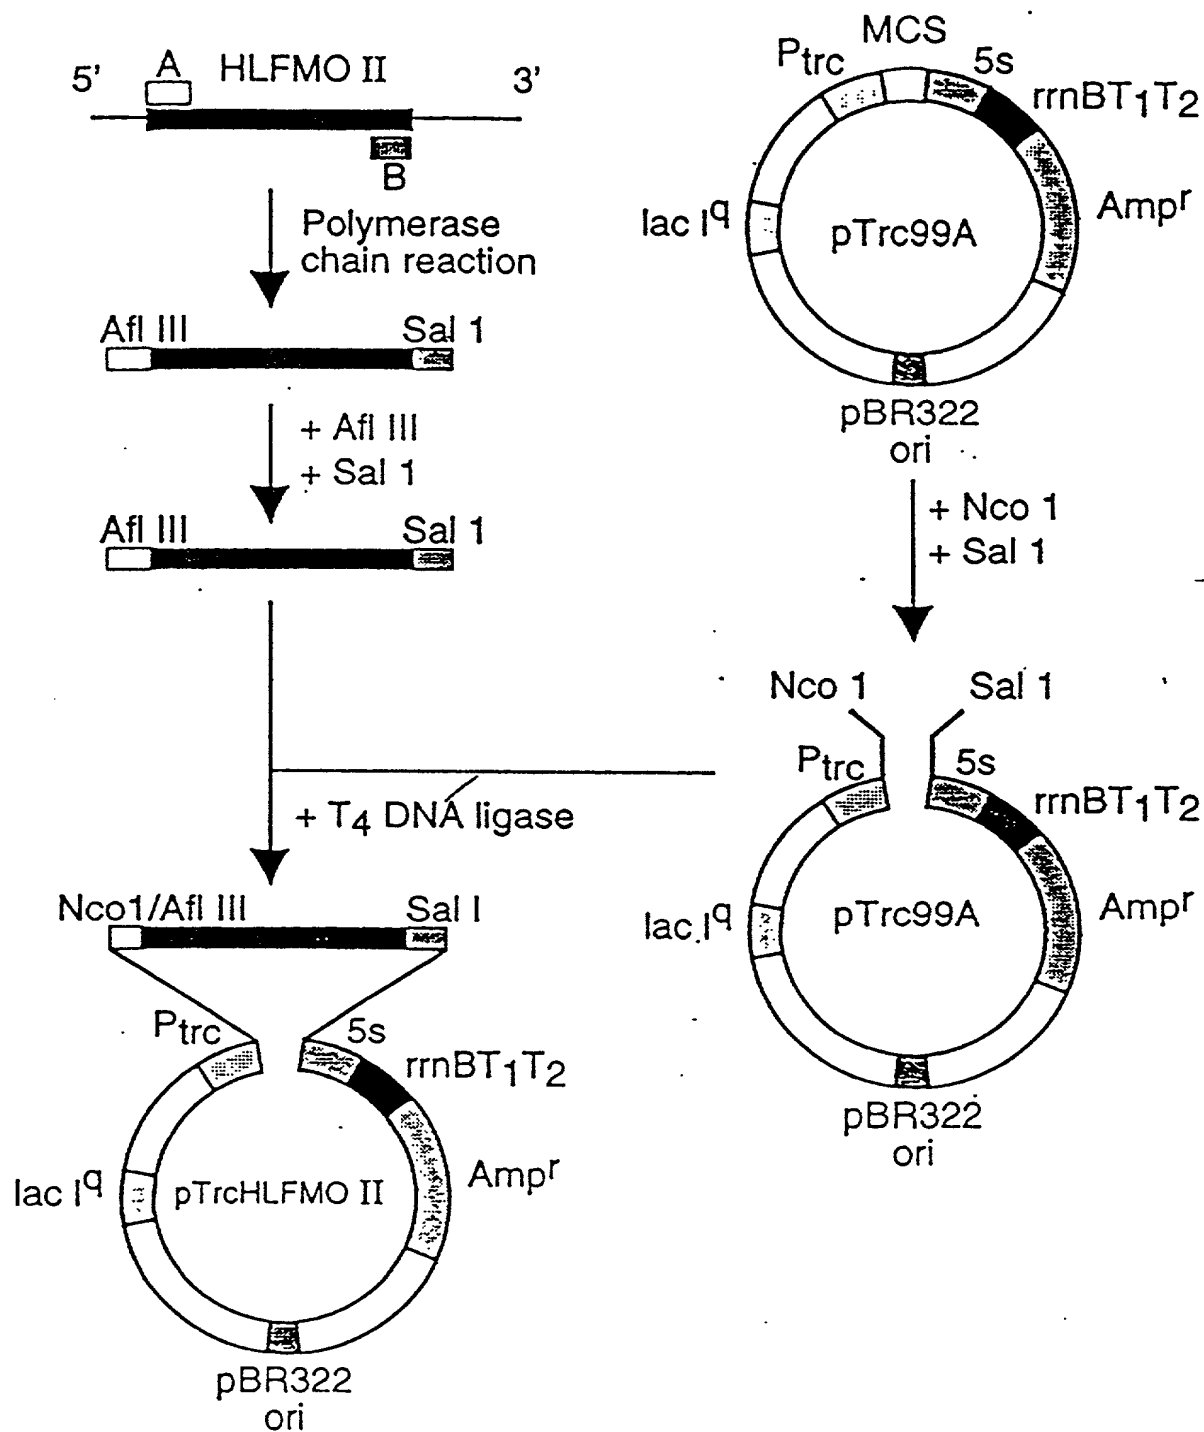 5' A HLFMO II 3'
B
Polymerase
chain reaction
Afl III Sal 1
+ Afl III
+ Sal 1
Afl III Sal 1
+ T4 DNA ligase
Nco1/Afl III Sal I
Ptrc 5s
rrnBT1T2
lac Iq
pTrcHLFMO II
Ampr
pBR322
ori
MCS
Ptrc 5s
rrnBT1T2
lac Iq
pTrc99A
Ampr
pBR322
ori
+ Nco 1
+ Sal 1
Nco 1 Sal 1
Ptrc 5s
rrnBT1T2
lac Iq
pTrc99A
Ampr
pBR322
ori